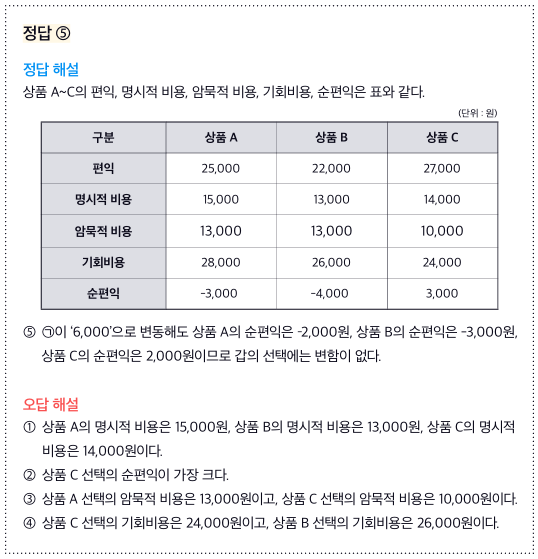 정답 ⑤
정답 해설
상품 A~C의 편익, 명시적 비용, 암묵적 비용, 기회비용, 순편익은 표와 같다.
(단위 : 원)
구분 상품 A 상품 B 상품 C
편익 25,000 22,000 27,000
명시적 비용 15,000 13,000 14,000
암묵적 비용 13,000 13,000 10,000
기회비용 28,000 26,000 24,000
순편익 -3,000 -4,000 3,000
⑤ ㉠이 ‘6,000’으로 변동해도 상품 A의 순편익은 -2,000원, 상품 B의 순편익은 -3,000원,
상품 C의 순편익은 2,000원이므로 갑의 선택에는 변함이 없다.
오답 해설
① 상품 A의 명시적 비용은 15,000원, 상품 B의 명시적 비용은 13,000원, 상품 C의 명시적
비용은 14,000원이다.
② 상품 C 선택의 순편익이 가장 크다.
③ 상품 A 선택의 암묵적 비용은 13,000원이고, 상품 C 선택의 암묵적 비용은 10,000원이다.
④ 상품 C 선택의 기회비용은 24,000원이고, 상품 B 선택의 기회비용은 26,000원이다.